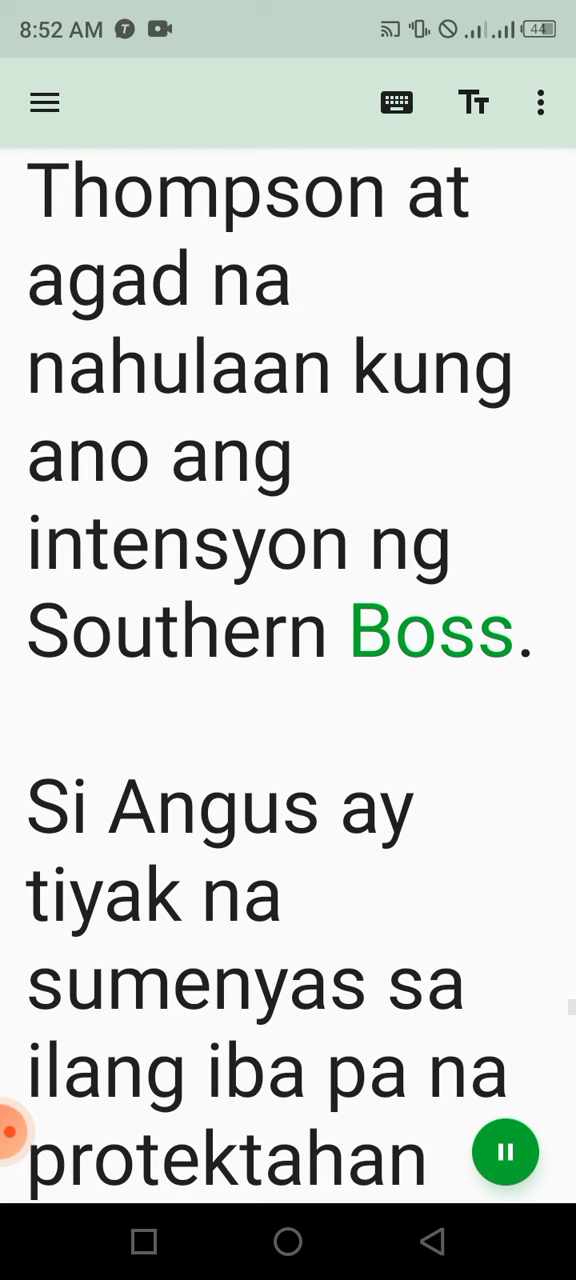 8:52 AM
44
Thompson at
agad na
nahulaan kung
ano ang
intensyon ng
Southern Boss.
Si Angus ay
tiyak na
sumenyas sa
ilang iba pa na
protektahan